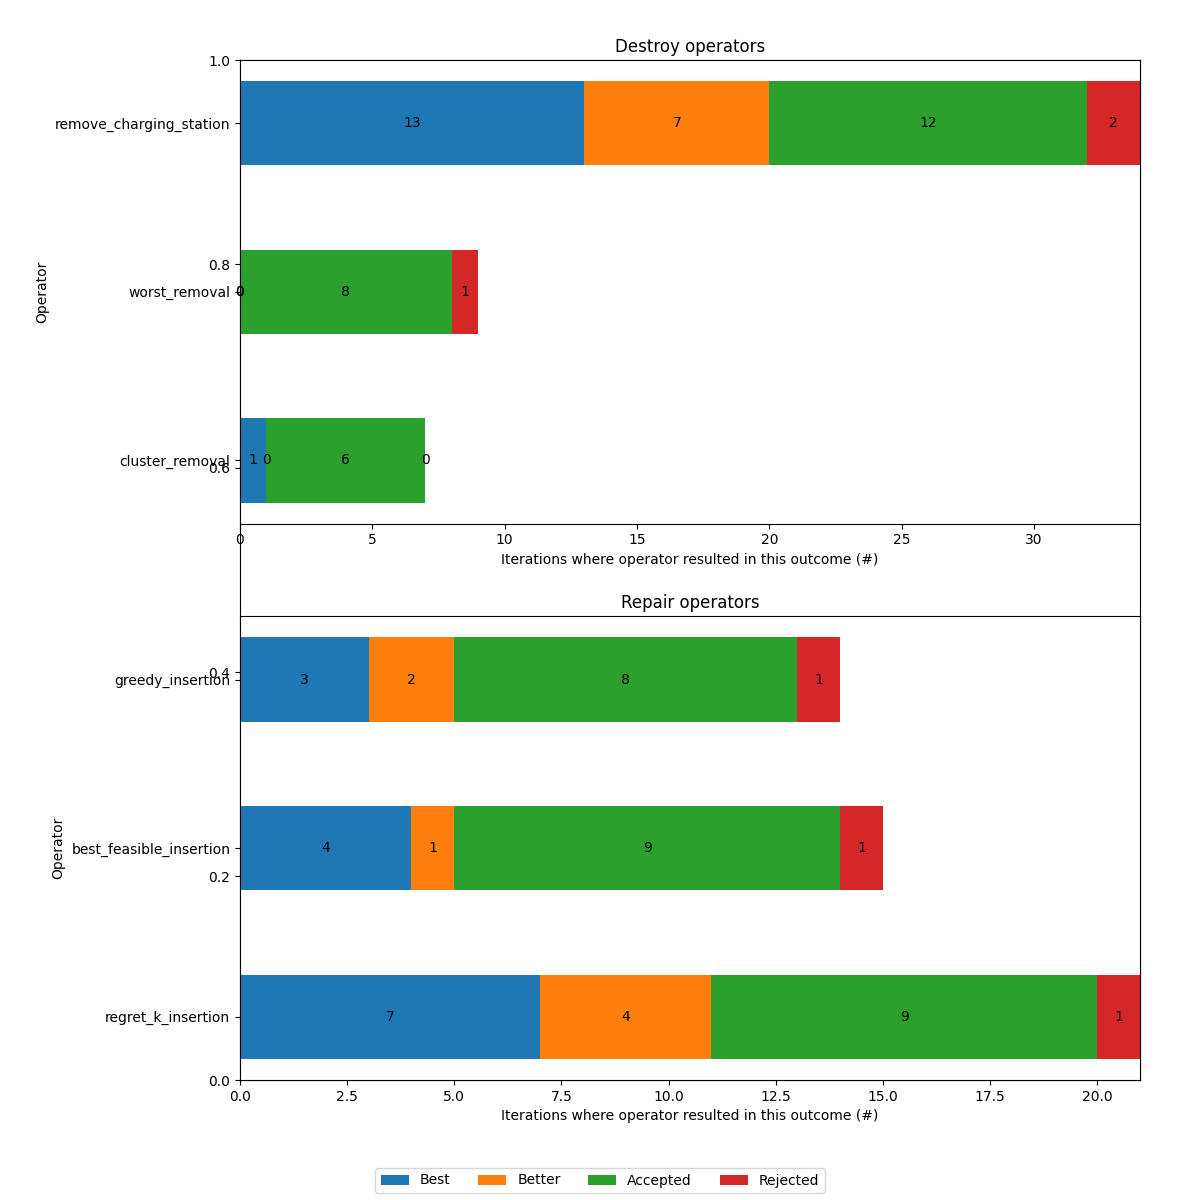 Destroy operators
1.0
remove_charging_station
13
7
12
2
0.8
worst_removal
0
0
8
1
Operator
cluster_removal
1
0
6
0
0.6
0
5
10
15
20
25
30
Iterations where operator resulted in this outcome (#)
Repair operators
0.4
greedy_insertion
3
2
8
1
best_feasible_insertion
4
1
9
1
Operator
0.2
regret_k_insertion
7
4
9
1
0.0
0.0
2.5
5.0
7.5
10.0
12.5
15.0
17.5
20.0
Iterations where operator resulted in this outcome (#)
Best
Better
Accepted
Rejected